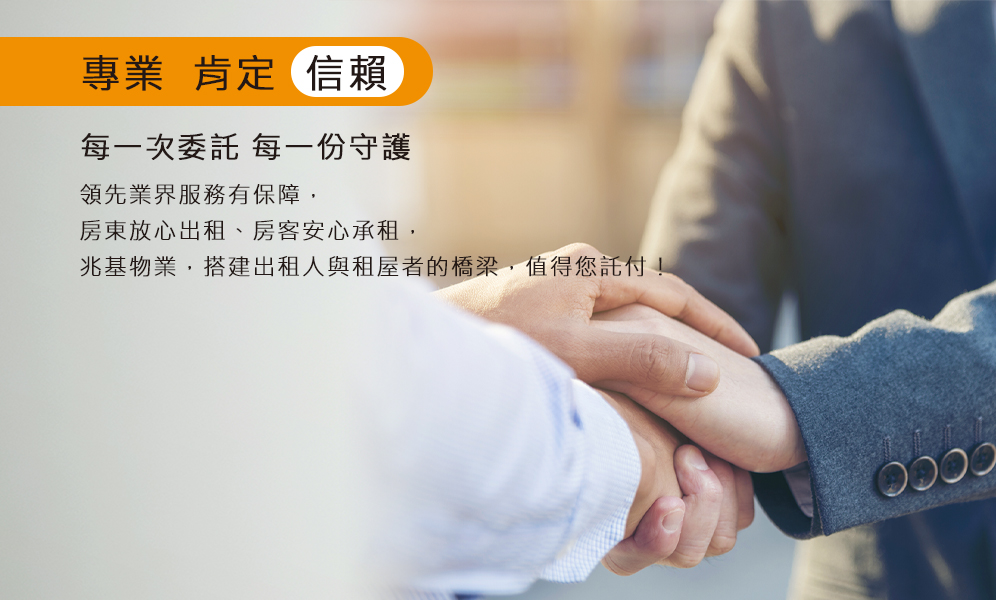 專業 肯定 信賴
每一次委託 每一份守護
領先業界服務有保障，
房東放心出租、房客安心承租，
兆基物業，搭建出租人與租屋者的橋梁，值得您託付！